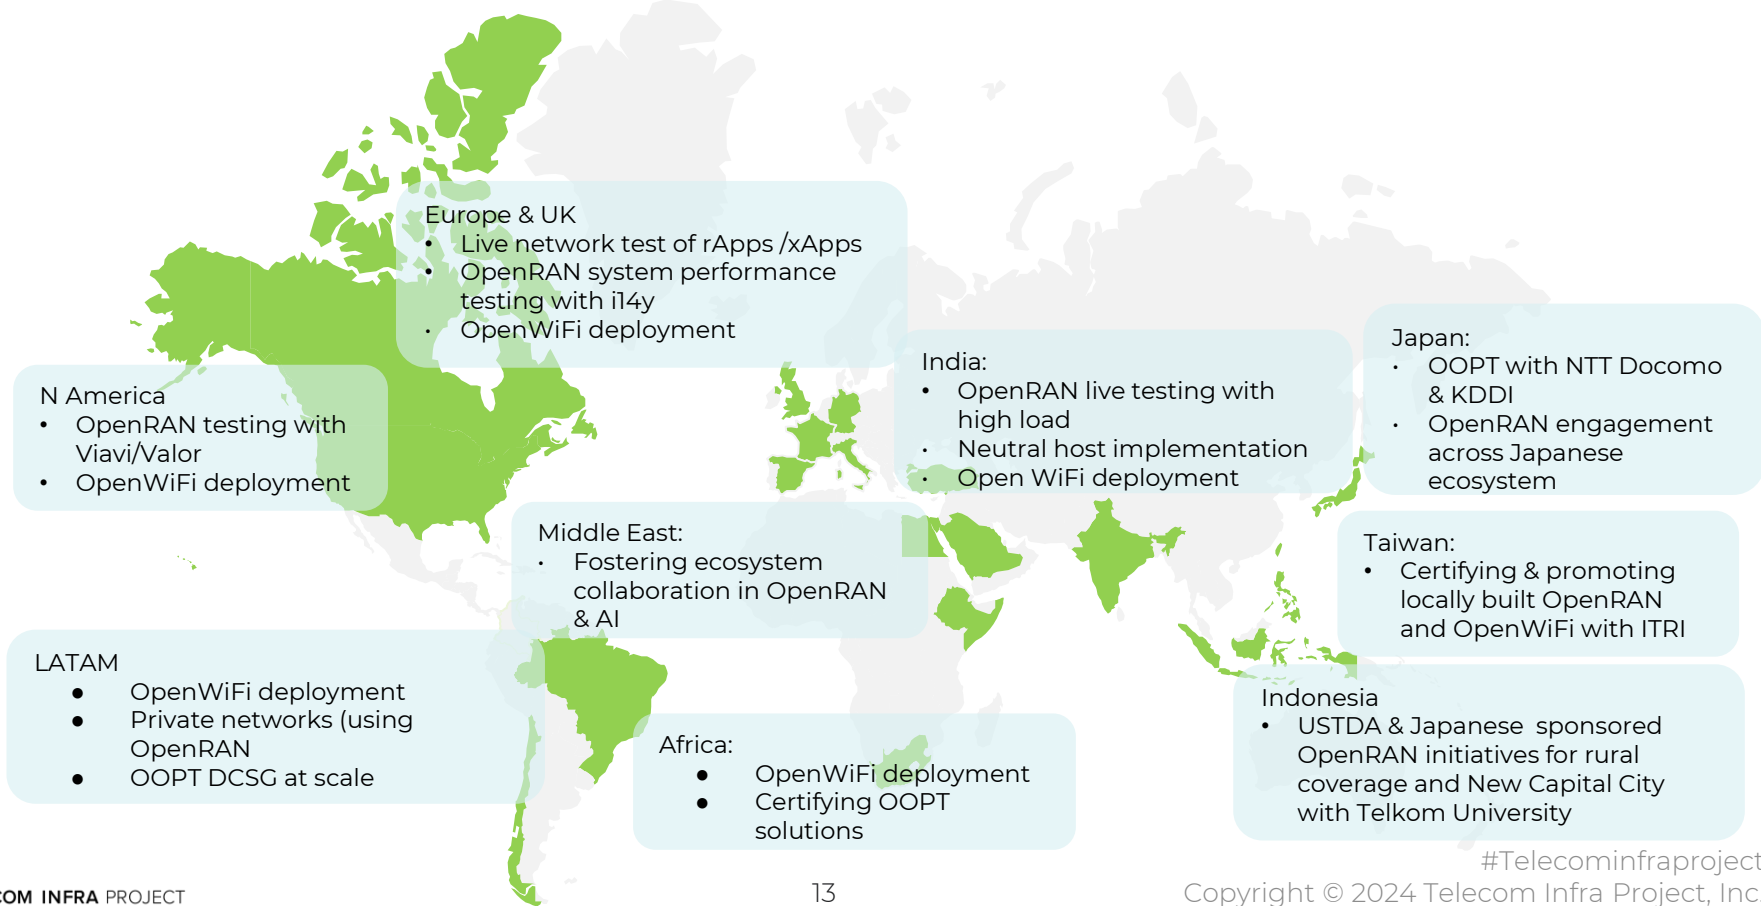 Europe & UK
• Live network test of rApps /xApps
• OpenRAN system performance
testing with i14y
• OpenWiFi deployment
N America
• OpenRAN testing with
Viavi/Valor
• OpenWiFi deployment
India:
• OpenRAN live testing with
high load
• Neutral host implementation
• Open WiFi deployment
Japan:
• OOPT with NTT Docomo
& KDDI
• OpenRAN engagement
across Japanese
ecosystem
Middle East:
• Fostering ecosystem
collaboration in OpenRAN
& AI
Taiwan:
• Certifying & promoting
locally built OpenRAN
and OpenWiFi with ITRI
LATAM
● OpenWiFi deployment
● Private networks (using
OpenRAN
● OOPT DCSG at scale
Africa:
● OpenWiFi deployment
● Certifying OOPT
solutions
Indonesia
• USTDA & Japanese sponsored
OpenRAN initiatives for rural
coverage and New Capital City
with Telkom University
#Telecominfraproject
COM INFRA PROJECT
13
Copyright © 2024 Telecom Infra Project, Inc